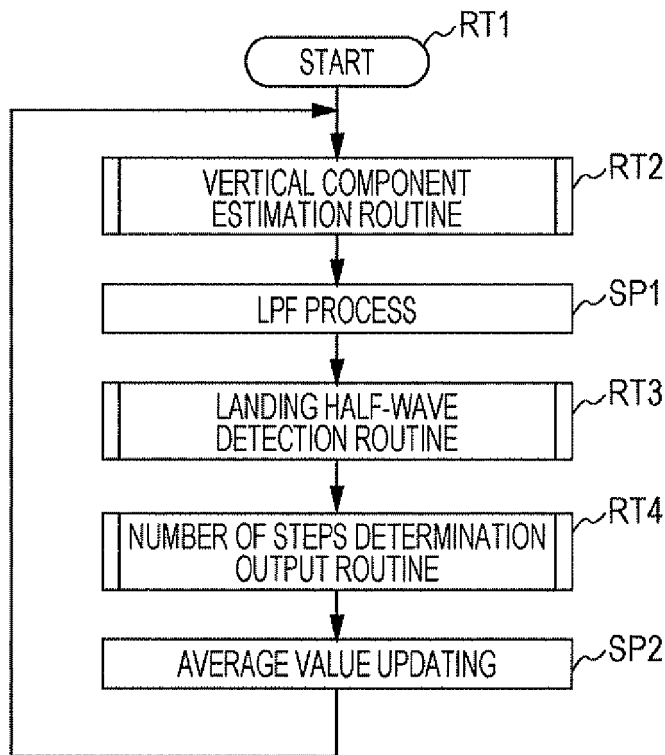 RT1
START
VERTICAL COMPONENT
ESTIMATION ROUTINE
RT2
LPF PROCESS
SP1
LANDING HALF-WAVE
DETECTION ROUTINE
RT3
NUMBER OF STEPS DETERMINATION
OUTPUT ROUTINE
RT4
AVERAGE VALUE UPDATING
SP2